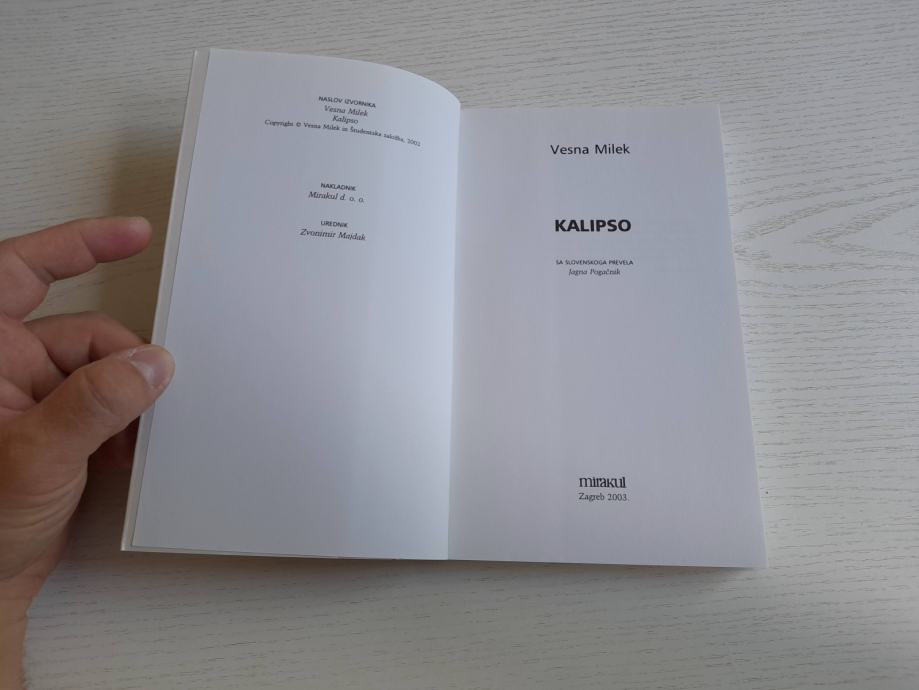 NASLOV IZVORNIKA
Vesna Milek
Kalipso
Copyright © Vesna Milek in Študentska založba, 2002
NAKLADNIK
Mirakul d. o. o.
UREDNIK
Zvonimir Majdak
Vesna Milek
KALIPSO
SA SLOVENSKOGA PREVELA
Jagna Pogačnik
mirakul
Zagreb 2003.